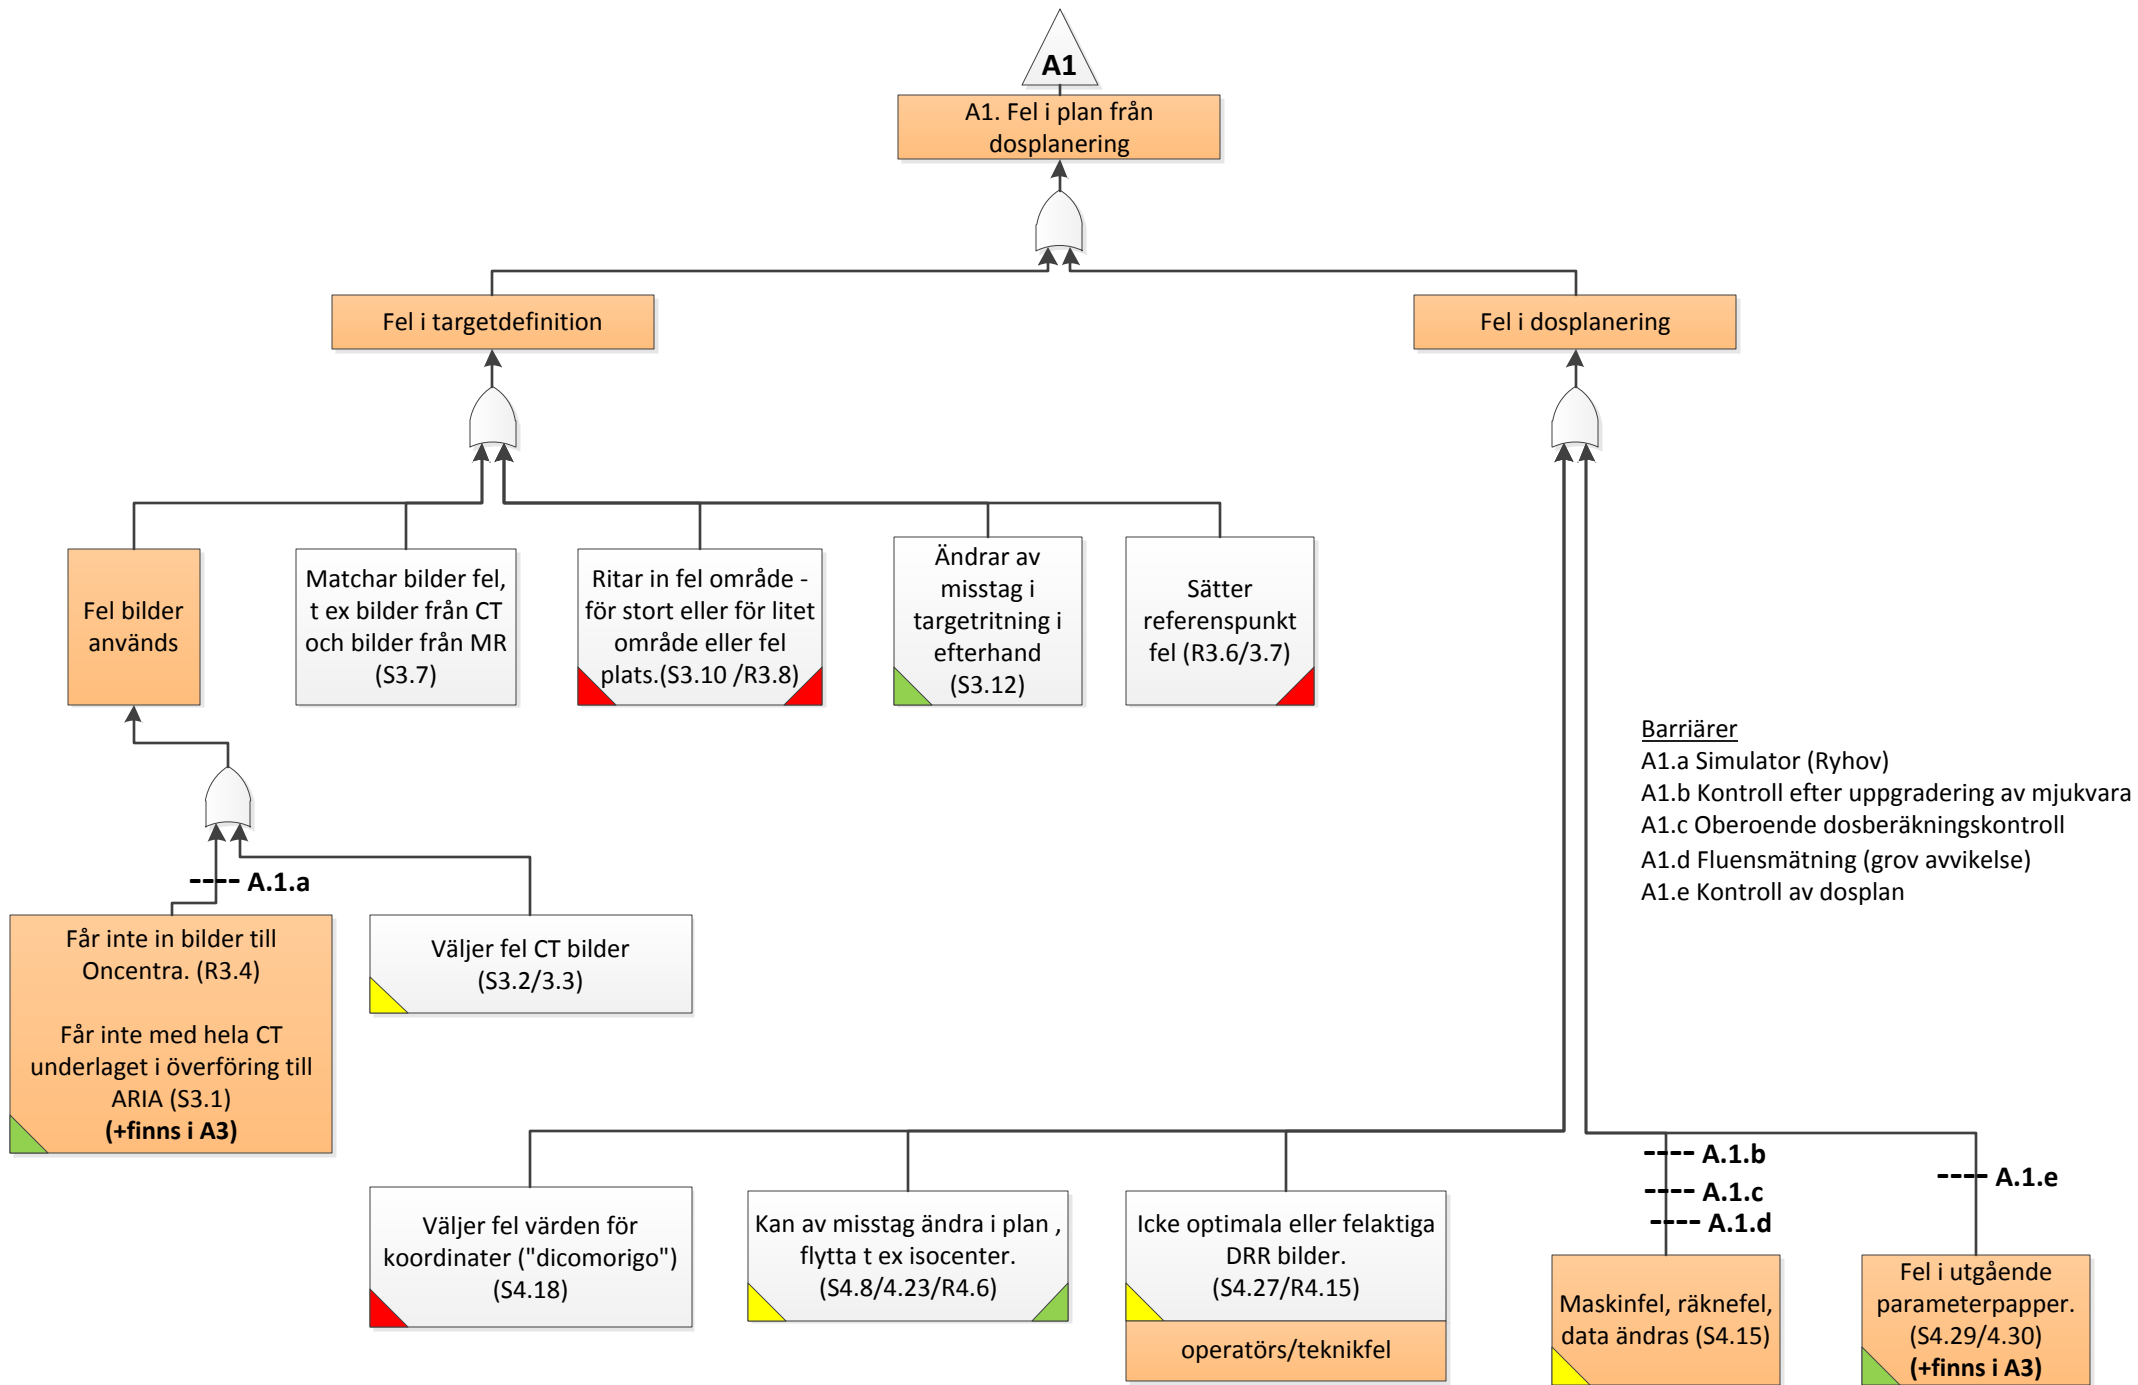 A1
A1. Fel i plan från
dosplanering
Fel i targetdefinition
Fel i dosplanering
Fel bilder
används
Matchar bilder fel,
t ex bilder från CT
och bilder från MR
(S3.7)
Ritar in fel område -
för stort eller för litet
område eller fel
plats.(S3.10 /R3.8)
Ändrar av
misstag i
targetritning i
efterhand
(S3.12)
Sätter
referenspunkt
fel (R3.6/3.7)
Barriärer
A1.a Simulator (Ryhov)
A1.b Kontroll efter uppgradering av mjukvara
A1.c Oberoende dosberäkningskontroll
A1.d Fluensmätning (grov avvikelse)
A1.e Kontroll av dosplan
A.1.a
Får inte in bilder till
Oncentra. (R3.4)
Får inte med hela CT
underlaget i överföring till
ARIA (S3.1)
(+finns i A3)
Väljer fel CT bilder
(S3.2/3.3)
A.1.b
A.1.c
A.1.d
A.1.e
Väljer fel värden för
koordinater ("dicomorigo")
(S4.18)
Kan av misstag ändra i plan ,
flytta t ex isocenter.
(S4.8/4.23/R4.6)
Icke optimala eller felaktiga
DRR bilder.
(S4.27/R4.15)
operatörs/teknikfel
Maskinfel, räknefel,
data ändras (S4.15)
Fel i utgående
parameterpapper.
(S4.29/4.30)
(+finns i A3)